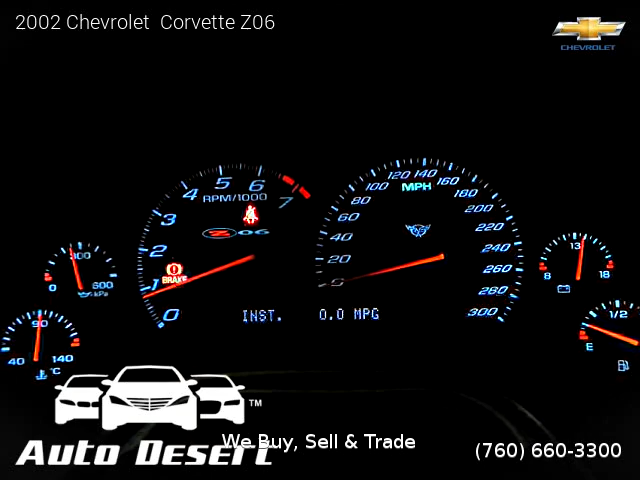 2002 Chevrolet Corvette Z06
CHEVROLET
0 1 2 3 4 5 6 7
RPM/1000
Z06
BRAKE
0 20 40 60 80 100 120 140 160 180 200 220 240 260 280 300
MPH
INST. 0.0 MPG
0 300 600
kPa
40 90 140
°C
8 13 18
E 1/2
Auto Desert
TM
We Buy, Sell & Trade
(760) 660-3300